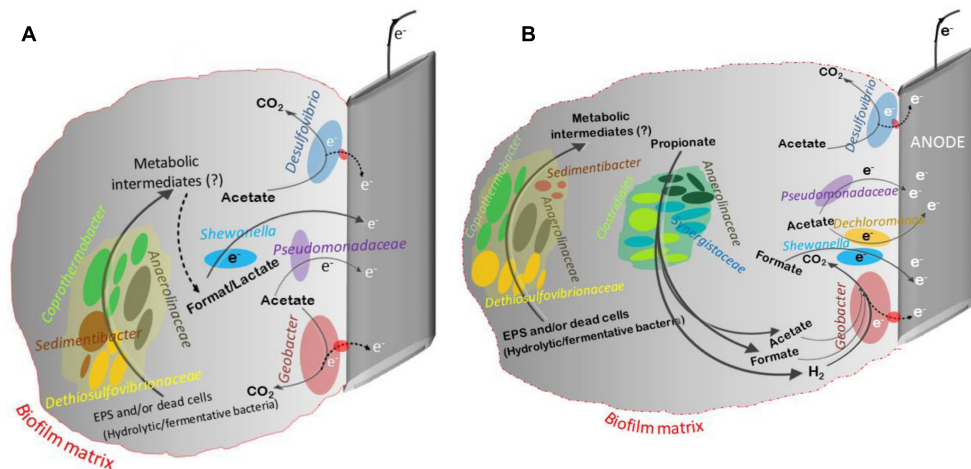 A
e-
CO2
Desulfovibrio
e-
Metabolic
intermediates (?)
Acetate
e-
Coprothermobacter
Shewanella
e-
e-
Pseudomonadaceae
Anaerolinaceae
Format/Lactate
e-
e-
Acetate
Sedimentibacter
Geobacter
e-
e-
Dethiosulfovibrionaceae
CO2
EPS and/or dead cells
(Hydrolytic/fermentative bacteria)
Biofilm matrix
B
e-
CO2
Desulfovibrio
e-
e-
Metabolic
intermediates (?)
Propionate
Acetate
ANODE
Coprothermobacter
Sedimentibacter
Anaerolinaceae
Clostridiales
Anaerolinaceae
Synergistaceae
e-
e-
Pseudomonadaceae
Acetate
Dechloromonas
e-
e-
Shewanella
CO2
e-
e-
Formate
Dethiosulfovibrionaceae
e-
Geobacter
e-
e-
EPS and/or dead cells
(Hydrolytic/fermentative bacteris)
Acetate
Formate
H2
Biofilm matrix